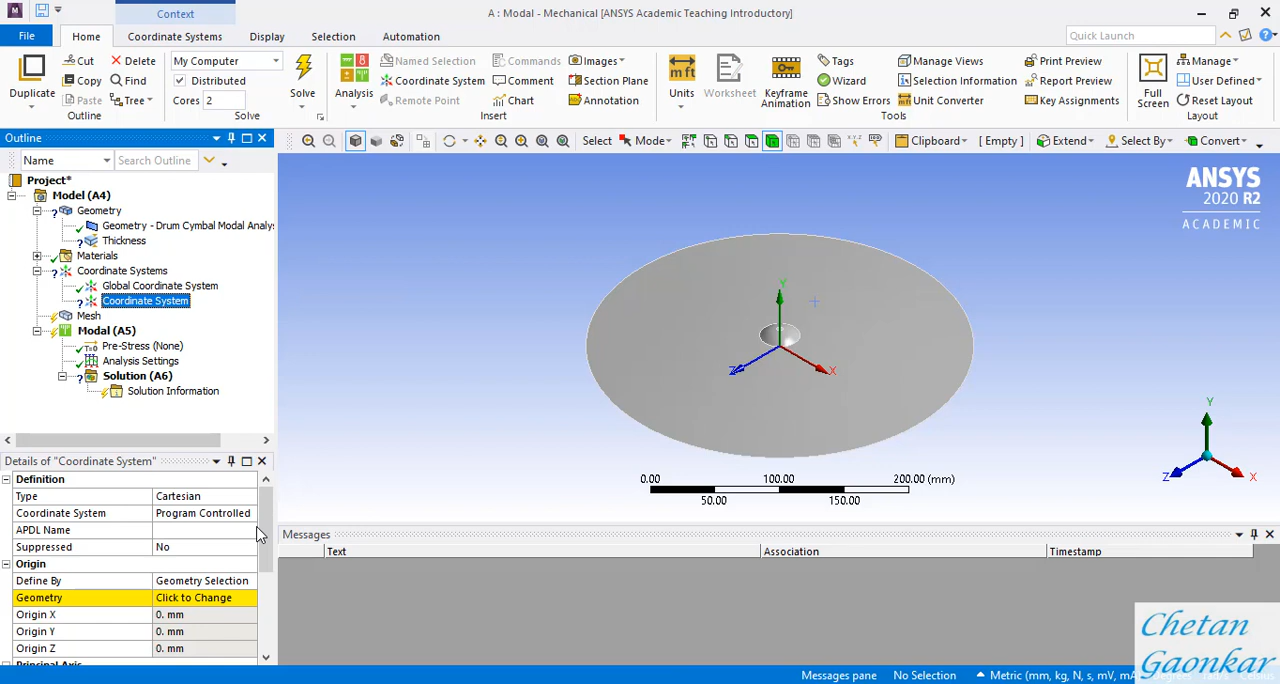 Context
A : Modal - Mechanical [ANSYS Academic Teaching Introductory]
File Home Coordinate Systems Display Selection Automation Quick Launch
Duplicate Cut Delete My Computer Solve Analysis Named Selection Commands Images Units Worksheet Keyframe Animation Tags Manage Views Print Preview Full Screen Manage
Copy Find Distributed Coordinate System Comment Section Plane Wizard Selection Information Report Preview User Defined
Paste Tree Cores 2 Remote Point Chart Annotation Show Errors Unit Converter Key Assignments Reset Layout
Outline Solve Insert Tools Layout
Outline
Select Mode Clipboard [ Empty ] Extend Select By Convert
Name Search Outline
Project*
Model (A4)
Geometry
Geometry - Drum Cymbal Modal Analy
Thickness
Materials
Coordinate Systems
Global Coordinate System
Coordinate System
Mesh
Modal (A5)
Pre-Stress (None)
T=0
Analysis Settings
Solution (A6)
Solution Information
ANSYS
2020 R2
ACADEMIC
Y
Z
X
Y
Z
X
0.00 100.00 200.00 (mm)
50.00 150.00
Details of "Coordinate System"
Definition
Type Cartesian
Coordinate System Program Controlled
APDL Name
Suppressed No
Origin
Define By Geometry Selection
Geometry Click to Change
Origin X 0. mm
Origin Y 0. mm
Origin Z 0. mm
Principal Axis
Messages
Text Association Timestamp
Chetan
Gaonkar
Messages pane No Selection Metric (mm, kg, N, s, mV, mA) Degrees rad/s Celsius